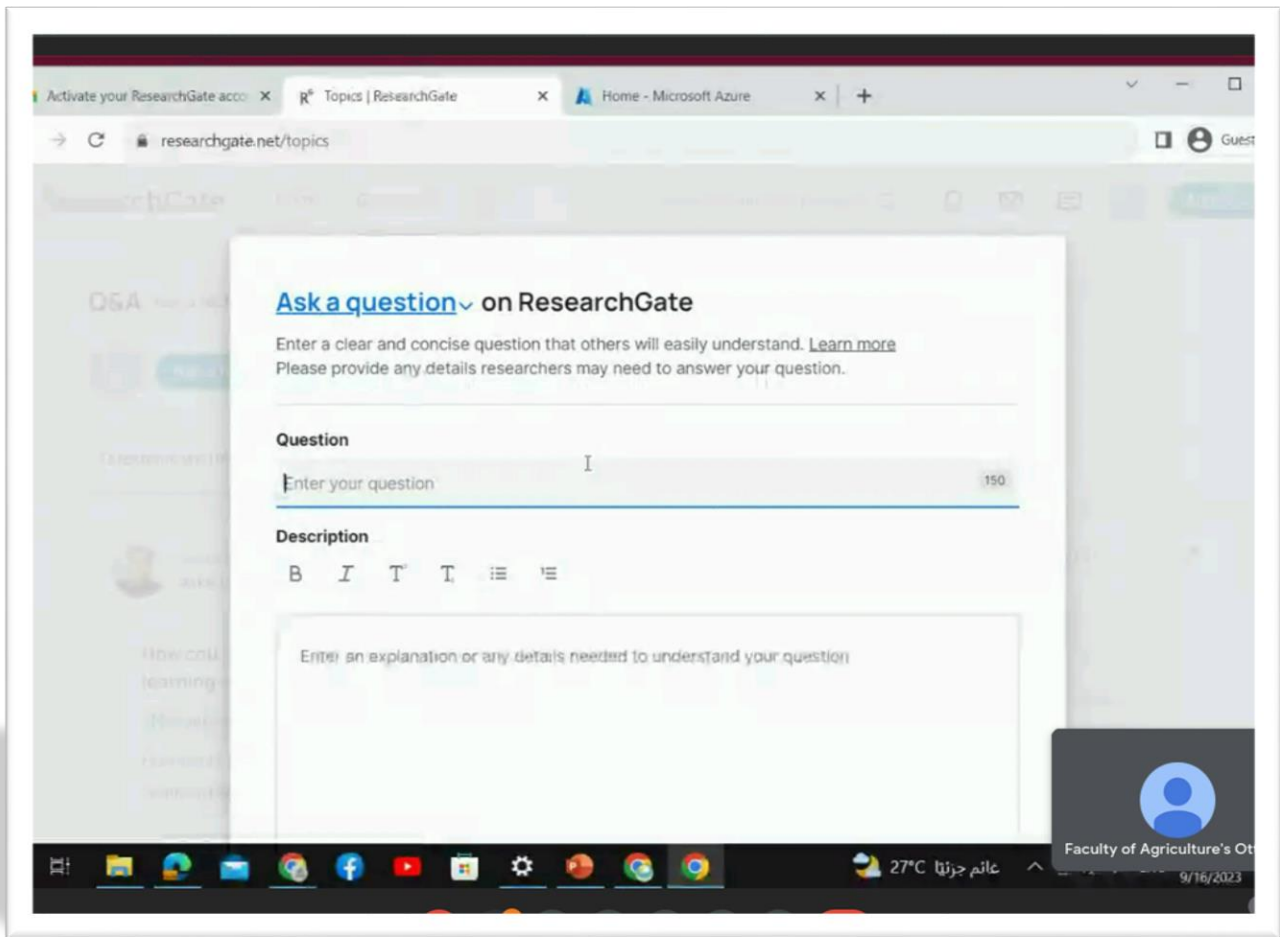 Activate your ResearchGate acco
Topics | ResearchGate
Home - Microsoft Azure
researchgate.net/topics
Guest
Q&A
Ask a question on ResearchGate
Enter a clear and concise question that others will easily understand. Learn more
Please provide any details researchers may need to answer your question.
Question
Enter your question
150
Description
Enter an explanation or any details needed to understand your question
learning
27°C غائم جزئيًا
Faculty of Agriculture's Ot
9/16/2023